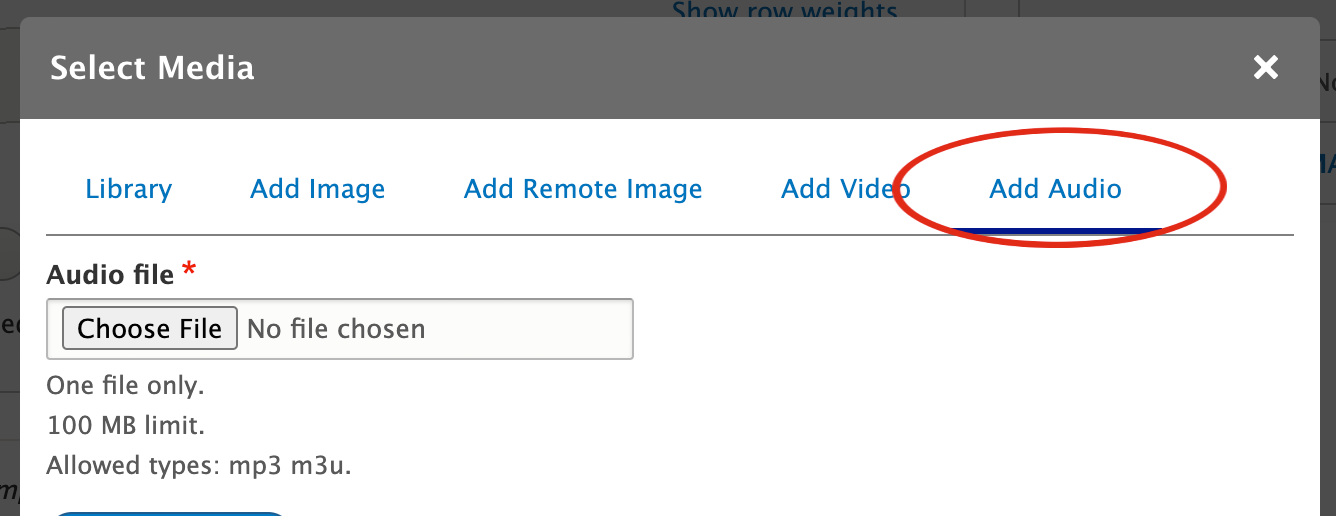 Show row weights
Select Media
Library Add Image Add Remote Image Add Video Add Audio
Audio file *
Choose File No file chosen
One file only.
100 MB limit.
Allowed types: mp3 m3u.